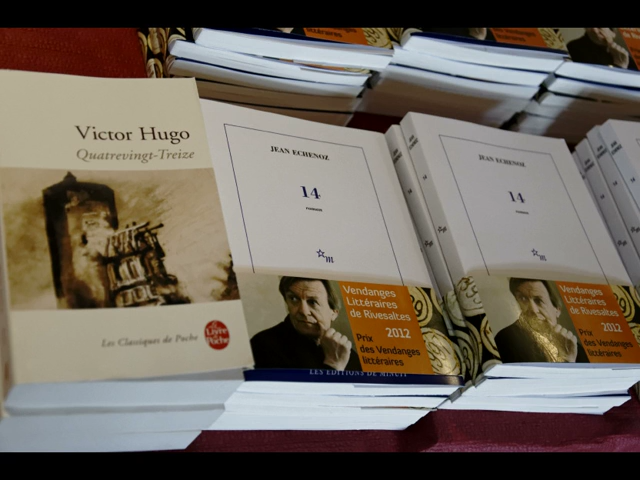 Victor Hugo
Quatrevingt-Treize
Les Classiques de Poche
Le Livre de Poche
JEAN ECHENOZ
14
ROMAN
m
Vendanges
Littéraires
de Rivesaltes
2012
Prix
des Vendanges
littéraires
LES ÉDITIONS DE MINUIT
JEAN ECHENOZ
14
ROMAN
m
Vendanges
Littéraires
de Rivesaltes
2012
Prix
des Vendanges
littéraires